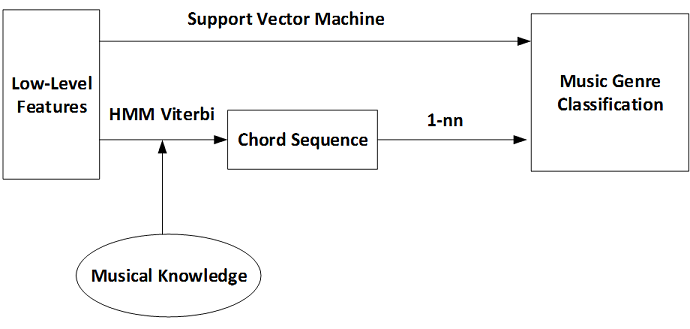 Support Vector Machine
Low-Level
Features
Music Genre
Classification
HMM Viterbi
Chord Sequence
1-nn
Musical Knowledge